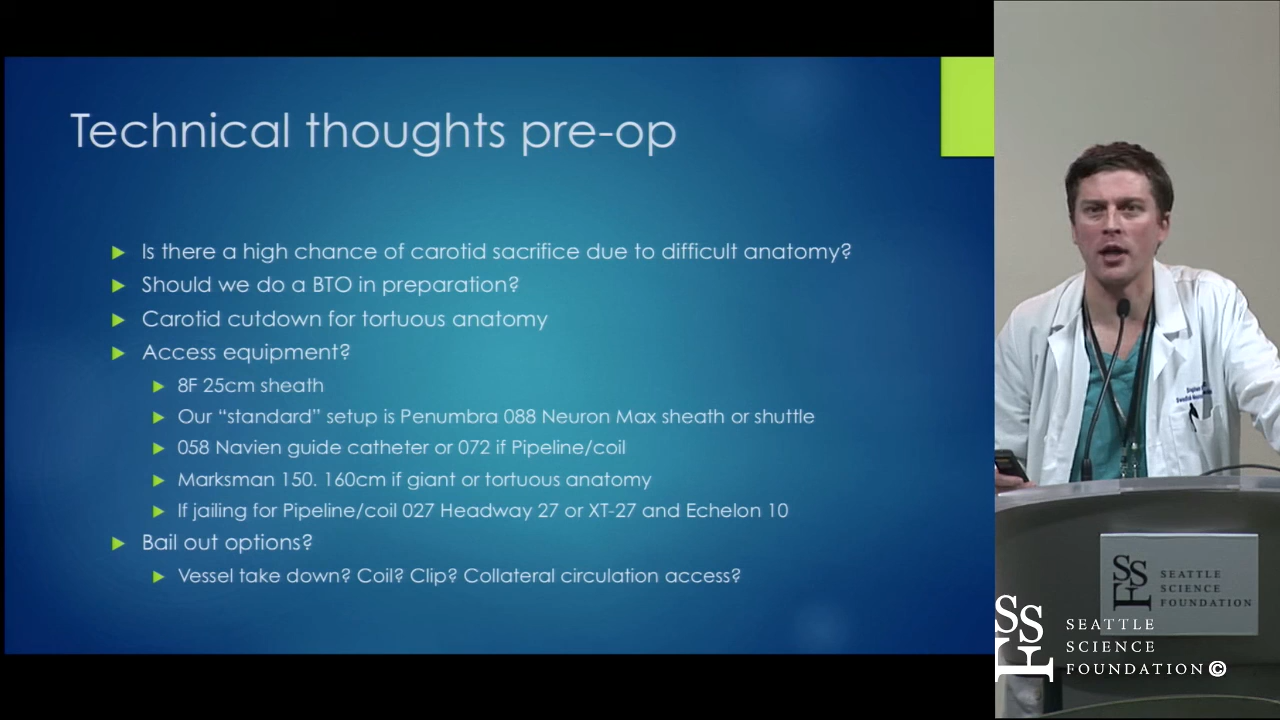 Technical thoughts pre-op
Is there a high chance of carotid sacrifice due to difficult anatomy?
Should we do a BTO in preparation?
Carotid cutdown for tortuous anatomy
Access equipment?
8F 25cm sheath
Our “standard” setup is Penumbra 088 Neuron Max sheath or shuttle
058 Navien guide catheter or 072 if Pipeline/coil
Marksman 150. 160cm if giant or tortuous anatomy
If jailing for Pipeline/coil 027 Headway 27 or XT-27 and Echelon 10
Bail out options?
Vessel take down? Coil? Clip? Collateral circulation access?
SSF
SEATTLE
SCIENCE
FOUNDATION
SSF
SEATTLE
SCIENCE
FOUNDATION©